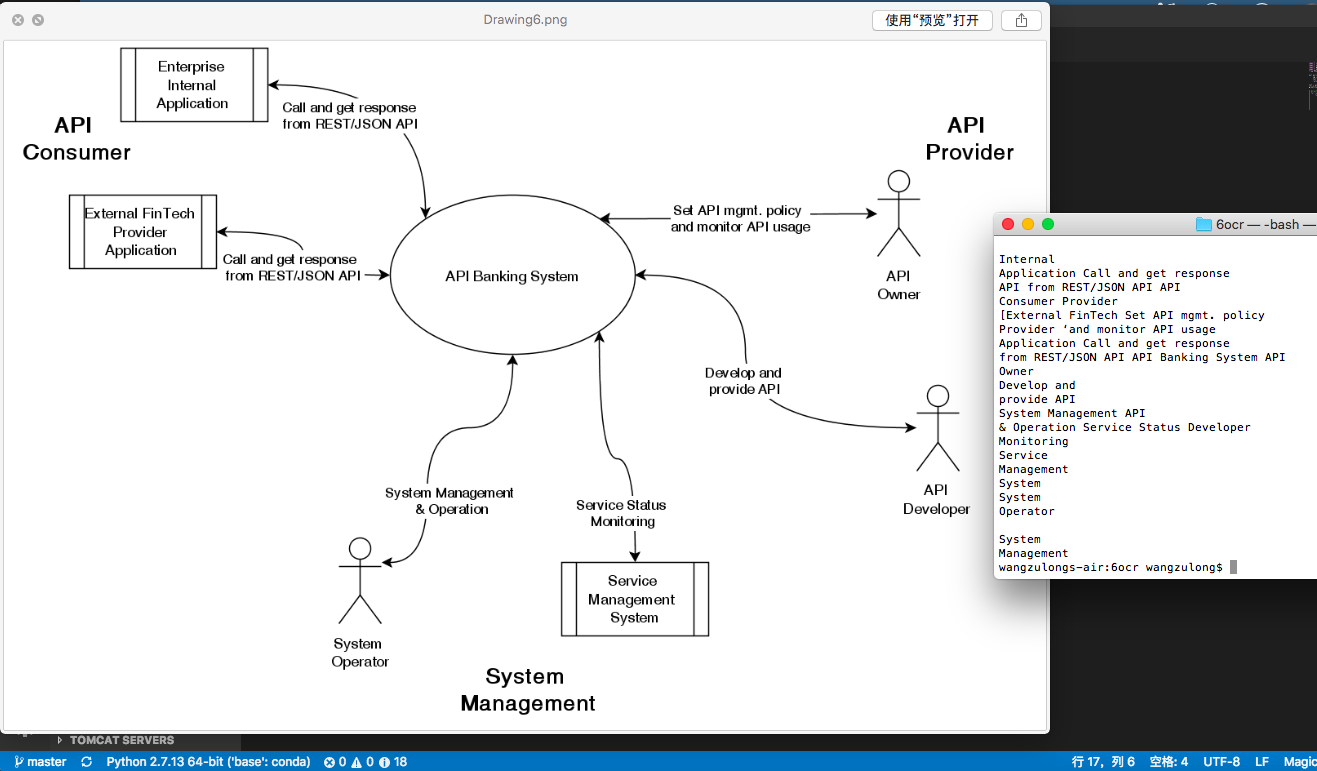 Drawing6.png
使用“预览”打开
Enterprise
Internal
Application
Call and get response
from REST/JSON API
API
Consumer
API
Provider
External FinTech
Provider
Application
Call and get response
from REST/JSON API
API Banking System
Set API mgmt. policy
and monitor API usage
API
Owner
Develop and
provide API
API
Developer
System Management
& Operation
Service Status
Monitoring
System
Operator
Service
Management
System
System
Management
6ocr — -bash —
Internal
Application Call and get response
API from REST/JSON API API
Consumer Provider
[External FinTech Set API mgmt. policy
Provider ‘and monitor API usage
Application Call and get response
from REST/JSON API API Banking System API
Owner
Develop and
provide API
System Management API
& Operation Service Status Developer
Monitoring
Service
Management
System
System
Operator
System
Management
wangzulongs-air:6ocr wangzulong$
TOMCAT SERVERS
master Python 2.7.13 64-bit ('base': conda) 0 0 18 行 17，列 6 空格: 4 UTF-8 LF Magic